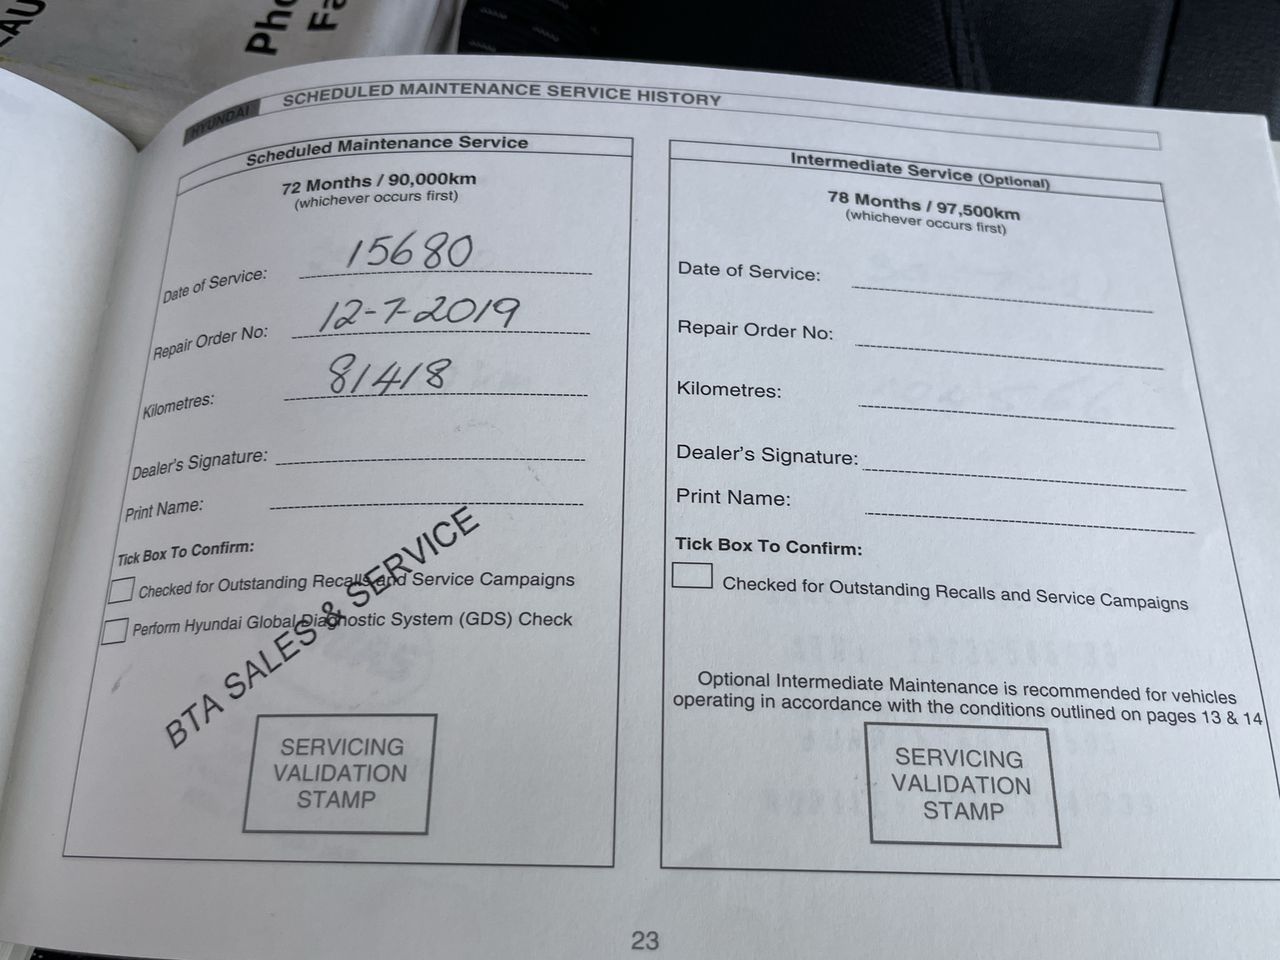 Pho
Fa
HYUNDAI
SCHEDULED MAINTENANCE SERVICE HISTORY
Scheduled Maintenance Service
72 Months / 90,000km
(whichever occurs first)
Date of Service: 15680
Repair Order No: 12-7-2019
Kilometres: 81418
Dealer's Signature:
Print Name:
Tick Box To Confirm:
Checked for Outstanding Recalls and Service Campaigns
Perform Hyundai Global Diagnostic System (GDS) Check
BTA SALES & SERVICE
SERVICING
VALIDATION
STAMP
Intermediate Service (Optional)
78 Months / 97,500km
(whichever occurs first)
Date of Service:
Repair Order No:
Kilometres:
Dealer's Signature:
Print Name:
Tick Box To Confirm:
Checked for Outstanding Recalls and Service Campaigns
Optional Intermediate Maintenance is recommended for vehicles
operating in accordance with the conditions outlined on pages 13 & 14
SERVICING
VALIDATION
STAMP
23